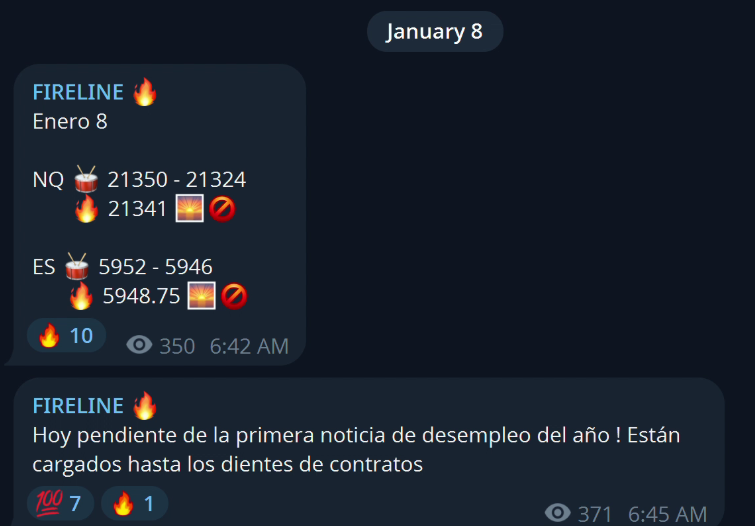 January 8
FIRELINE 🔥
Enero 8
NQ 🥁 21350 - 21324
🔥 21341 🌅 🚫
ES 🥁 5952 - 5946
🔥 5948.75 🌅 🚫
🔥 10 350 6:42 AM
FIRELINE 🔥
Hoy pendiente de la primera noticia de desempleo del año ! Están
cargados hasta los dientes de contratos
💯 7 🔥 1 371 6:45 AM